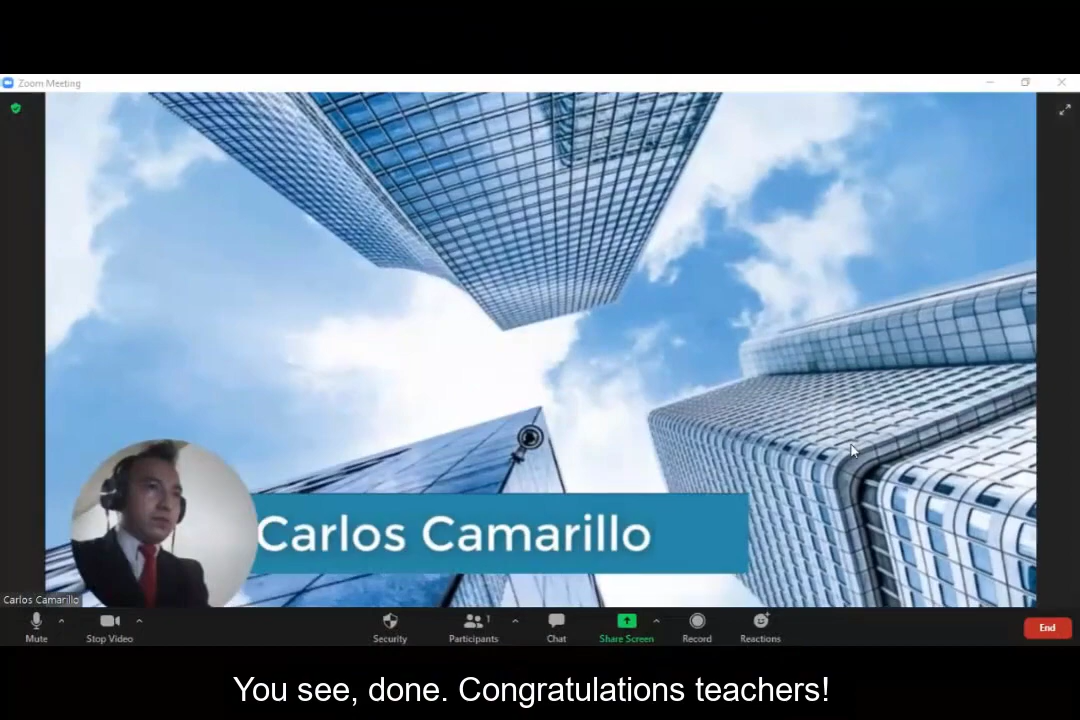 Zoom Meeting
Carlos Camarillo
Carlos Camarillo
Mute
Stop Video
Security
Participants
1
Chat
Share Screen
Record
Reactions
End
You see, done. Congratulations teachers!